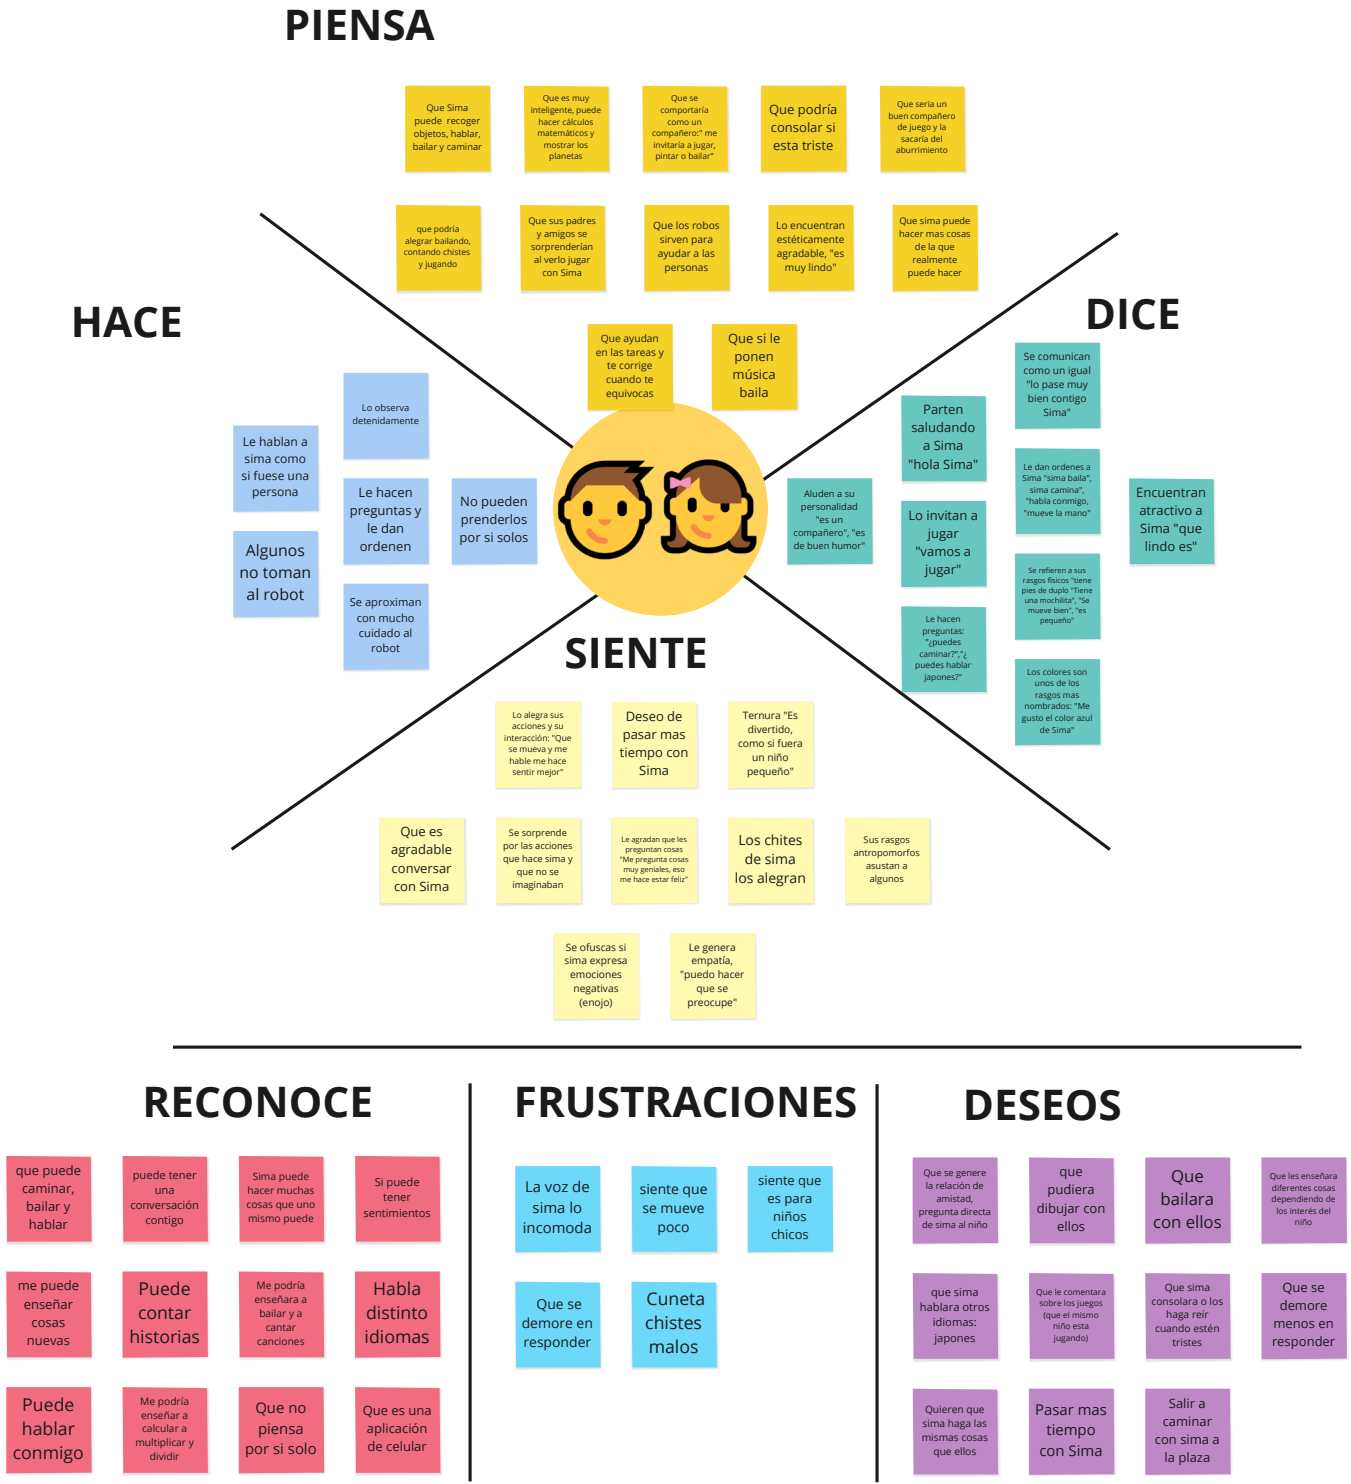 PIENSA
Que Sima
puede recoger
objetos, hablar,
bailar y caminar
Que es muy
inteligente, puede
hacer cálculos
matemáticos y
mostrar los
planetas
Que se
comportaría
como un
compañero:" me
invitaría a jugar,
pintar o bailar"
Que podría
consolar si
esta triste
Que seria un
buen compañero
de juego y la
sacaría del
aburrimiento
que podría
alegrar bailando,
contando chistes
y jugando
Que sus padres
y amigos se
sorprenderían
al verlo jugar
con Sima
Que los robos
sirven para
ayudar a las
personas
Lo encuentran
estéticamente
agradable, "es
muy lindo"
Que sima puede
hacer mas cosas
de la que
realmente
puede hacer
Que ayudan
en las tareas y
te corrige
cuando te
equivocas
Que si le
ponen
música
baila
HACE
Lo observa
detenidamente
Le hablan a
sima como
si fuese una
persona
Le hacen
preguntas y
le dan
ordenen
No pueden
prenderlos
por si solos
Algunos
no toman
al robot
Se aproximan
con mucho
cuidado al
robot
DICE
Se comunican
como un igual
"lo pase muy
bien contigo
Sima"
Parten
saludando
a Sima
"hola Sima"
Le dan ordenes a
Sima "sima baila",
sima camina",
"habla conmigo,
"mueve la mano"
Aluden a su
personalidad
"es un
compañero", "es
de buen humor"
Encuentran
atractivo a
Sima "que
lindo es"
Lo invitan a
jugar
"vamos a
jugar"
Se refieren a sus
rasgos físicos "tiene
pies de duplo "Tiene
una mochilita", "Se
mueve bien", "es
pequeño"
Le hacen
preguntas:
"¿puedes
caminar?","¿
puedes hablar
japones?"
Los colores son
unos de los
rasgos mas
nombrados: "Me
gusto el color azul
de Sima"
SIENTE
Lo alegra sus
acciones y su
interacción: "Que
se mueva y me
hable me hace
sentir mejor"
Deseo de
pasar mas
tiempo con
Sima
Ternura "Es
divertido,
como si fuera
un niño
pequeño"
Que es
agradable
conversar
con Sima
Se sorprende
por las acciones
que hace sima y
que no se
imaginaban
Le agradan que les
preguntan cosas
"Me pregunta cosas
muy geniales, eso
me hace estar feliz"
Los chites
de sima
los alegran
Sus rasgos
antropomorfos
asustan a
algunos
Se ofuscas si
sima expresa
emociones
negativas
(enojo)
Le genera
empatía,
"puedo hacer
que se
preocupe"
RECONOCE
que puede
caminar,
bailar y
hablar
puede tener
una
conversación
contigo
Sima puede
hacer muchas
cosas que uno
mismo puede
Si puede
tener
sentimientos
me puede
enseñar
cosas
nuevas
Puede
contar
historias
Me podría
enseñara a
bailar y a
cantar
canciones
Habla
distinto
idiomas
Puede
hablar
conmigo
Me podría
enseñar a
calcular a
multiplicar y
dividir
Que no
piensa
por si solo
Que es una
aplicación
de celular
FRUSTRACIONES
La voz de
sima lo
incomoda
siente que
se mueve
poco
siente que
es para
niños
chicos
Que se
demore en
responder
Cuneta
chistes
malos
DESEOS
Que se genere
la relación de
amistad,
pregunta directa
de sima al niño
que
pudiera
dibujar con
ellos
Que
bailara
con ellos
Que les enseñara
diferentes cosas
dependiendo de
los interés del
niño
que sima
hablara otros
idiomas:
japones
Que le comentara
sobre los juegos
(que el mismo
niño esta
jugando)
Que sima
consolara o los
haga reír
cuando estén
tristes
Que se
demore
menos en
responder
Quieren que
sima haga las
mismas cosas
que ellos
Pasar mas
tiempo
con Sima
Salir a
caminar
con sima a
la plaza